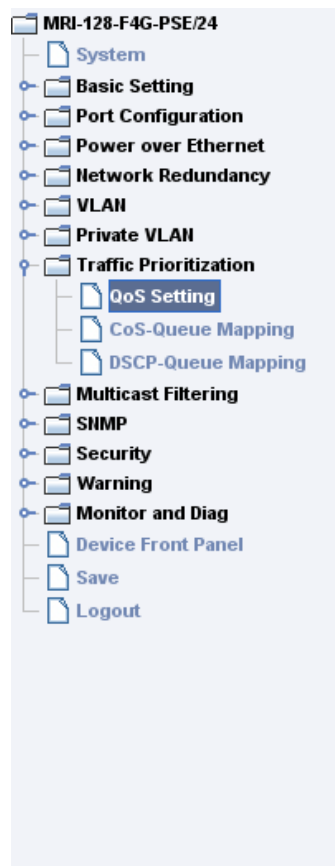 MRI-128-F4G-PSE/24
System
Basic Setting
Port Configuration
Power over Ethernet
Network Redundancy
VLAN
Private VLAN
Traffic Prioritization
QoS Setting
CoS-Queue Mapping
DSCP-Queue Mapping
Multicast Filtering
SNMP
Security
Warning
Monitor and Diag
Device Front Panel
Save
Logout